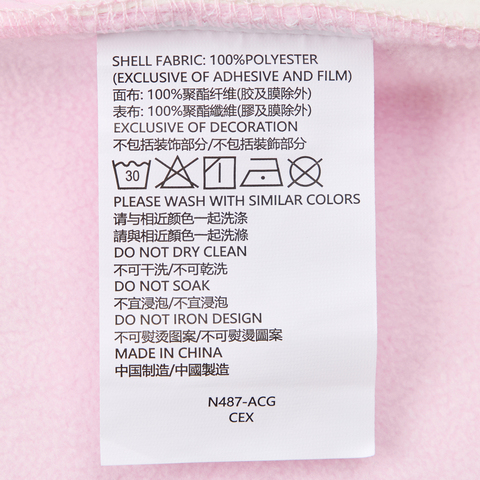 SHELL FABRIC: 100%POLYESTER
(EXCLUSIVE OF ADHESIVE AND FILM)
面布: 100%聚酯纤维(胶及膜除外)
表布: 100%聚酯纖維(膠及膜除外)
EXCLUSIVE OF DECORATION
不包括装饰部分/不包括裝飾部分
30
PLEASE WASH WITH SIMILAR COLORS
请与相近颜色一起洗涤
請與相近顏色一起洗滌
DO NOT DRY CLEAN
不可干洗/不可乾洗
DO NOT SOAK
不宜浸泡/不宜浸泡
DO NOT IRON DESIGN
不可熨烫图案/不可熨燙圖案
MADE IN CHINA
中国制造/中國製造
N487-ACG
CEX